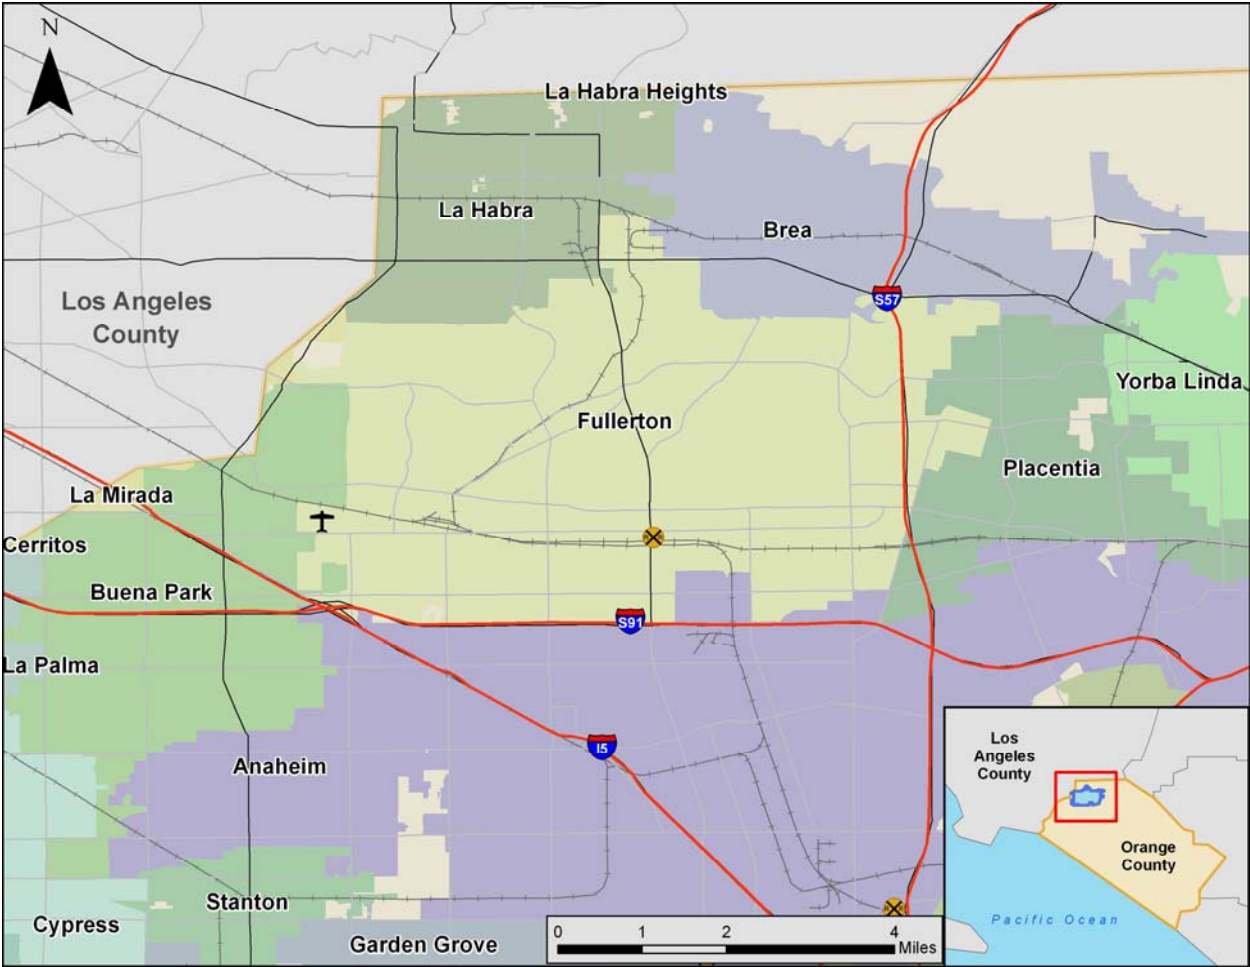 N
La Habra Heights
La Habra
Brea
Los Angeles
County
S57
Yorba Linda
Fullerton
Placentia
La Mirada
Cerritos
Buena Park
S91
La Palma
I5
Anaheim
Los
Angeles
County
Orange
County
Stanton
Cypress
Garden Grove
Pacific Ocean
0 1 2 4
Miles